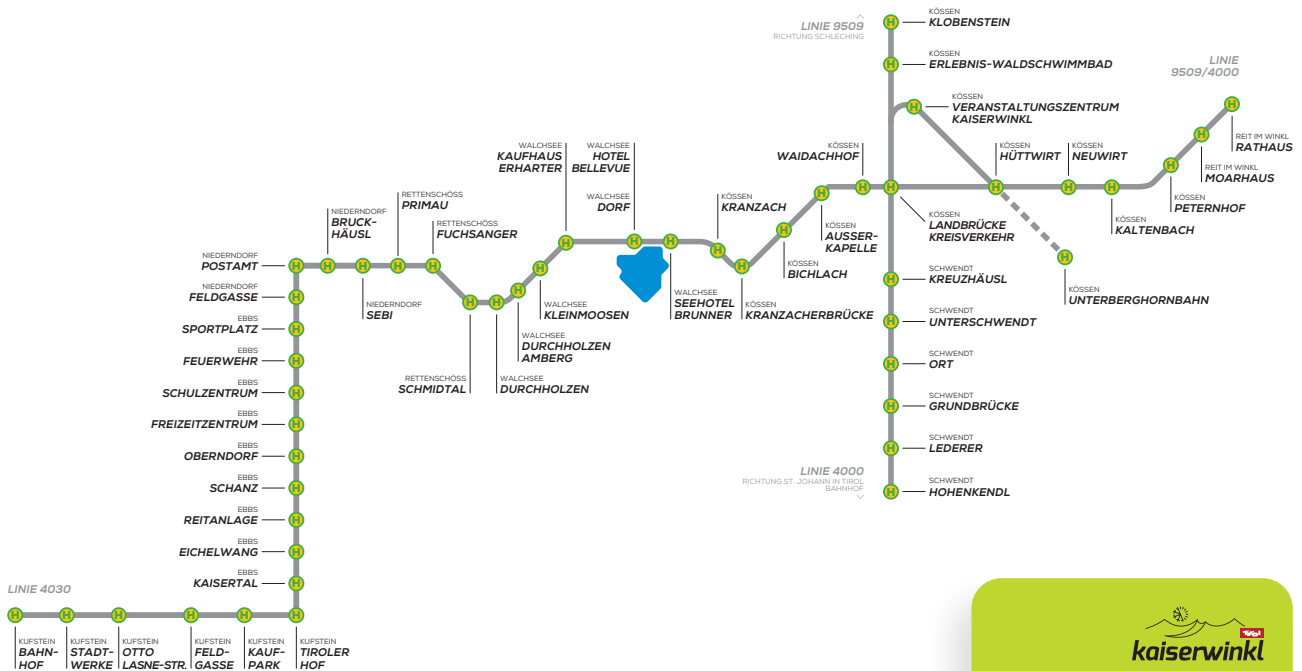 LINIE 9509
RICHTUNG SCHLECHING
KÖSSEN
KLOBENSTEIN
KÖSSEN
ERLEBNIS-WALDSCHWIMMBAD
LINIE
9509/4000
KÖSSEN
VERANSTALTUNGSZENTRUM
KAISERWINKL
REIT IM WINKL
RATHAUS
REIT IM WINKL
MOARHAUS
KÖSSEN
PETERNHOF
KÖSSEN
KALTENBACH
KÖSSEN
NEUWIRT
KÖSSEN
HÜTTWIRT
KÖSSEN
UNTERBERGHORNBAHN
KÖSSEN
LANDBRÜCKE
KREISVERKEHR
KÖSSEN
WAIDACHHOF
KÖSSEN
AUSSER-
KAPELLE
KÖSSEN
BICHLACH
KÖSSEN
KRANZACH
KÖSSEN
KRANZACHERBRÜCKE
WALCHSEE
SEEHOTEL
BRUNNER
WALCHSEE
HOTEL
BELLEVUE
WALCHSEE
DORF
WALCHSEE
KAUFHAUS
ERHARTER
WALCHSEE
KLEINMOOSEN
WALCHSEE
DURCHHOLZEN
AMBERG
WALCHSEE
DURCHHOLZEN
RETTENSCHÖSS
SCHMIDTAL
RETTENSCHÖSS
FUCHSANGER
RETTENSCHÖSS
PRIMAU
NIEDERNDORF
SEBI
NIEDERNDORF
BRUCK-
HÄUSL
NIEDERNDORF
POSTAMT
NIEDERNDORF
FELDGASSE
EBBS
SPORTPLATZ
EBBS
FEUERWEHR
EBBS
SCHULZENTRUM
EBBS
FREIZEITZENTRUM
EBBS
OBERNDORF
EBBS
SCHANZ
EBBS
REITANLAGE
EBBS
EICHELWANG
EBBS
KAISERTAL
LINIE 4030
KUFSTEIN
BAHN-
HOF
KUFSTEIN
STADT-
WERKE
KUFSTEIN
OTTO
LASNE-STR.
KUFSTEIN
FELD-
GASSE
KUFSTEIN
KAUF-
PARK
KUFSTEIN
TIROLER
HOF
SCHWENDT
KREUZHÄUSL
SCHWENDT
UNTERSCHWENDT
SCHWENDT
ORT
SCHWENDT
GRUNDBRÜCKE
SCHWENDT
LEDERER
SCHWENDT
HOHENKENDL
LINIE 4000
RICHTUNG ST. JOHANN IN TIROL
BAHNHOF
Tirol
kaiserwinkl